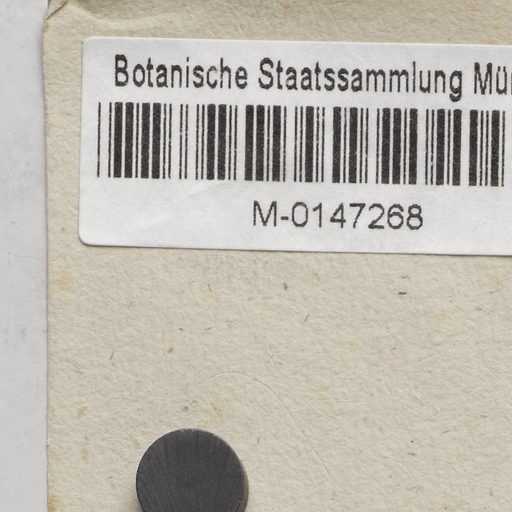 Botanische Staatssammlung Mü
M-0147268